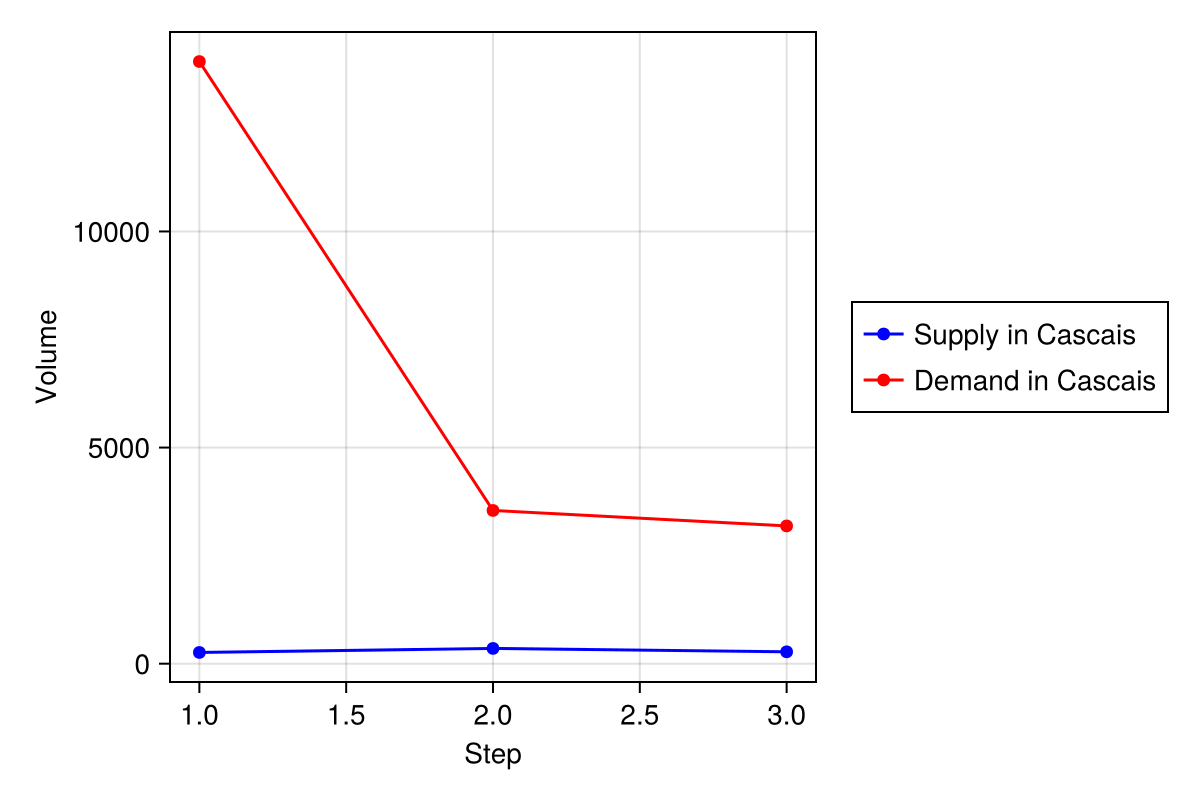 10000
5000
0
Volume
1.0 1.5 2.0 2.5 3.0
Step
Supply in Cascais
Demand in Cascais